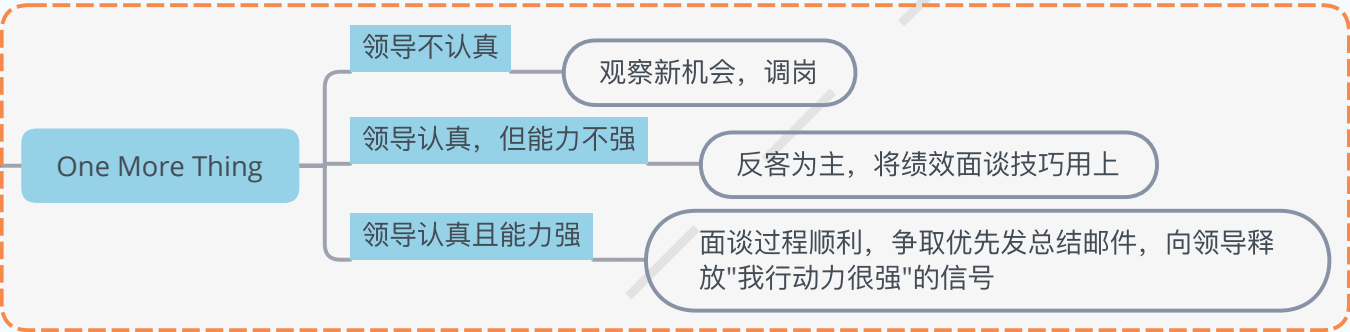 领导不认真
观察新机会，调岗
领导认真，但能力不强
One More Thing
反客为主，将绩效面谈技巧用上
领导认真且能力强
面谈过程顺利，争取优先发总结邮件，向领导释
放"我行动力很强"的信号